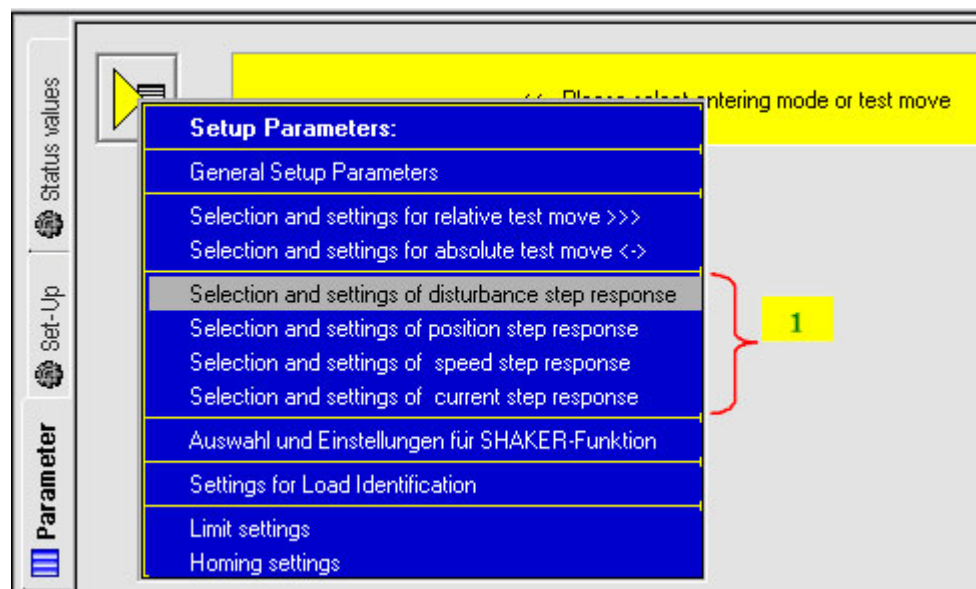 Status values
Set-Up
Parameter
entering mode or test move
Setup Parameters:
General Setup Parameters
Selection and settings for relative test move >>>
Selection and settings for absolute test move <->
Selection and settings of disturbance step response
Selection and settings of position step response
Selection and settings of speed step response
Selection and settings of current step response
1
Auswahl und Einstellungen für SHAKER-Funktion
Settings for Load Identification
Limit settings
Homing settings